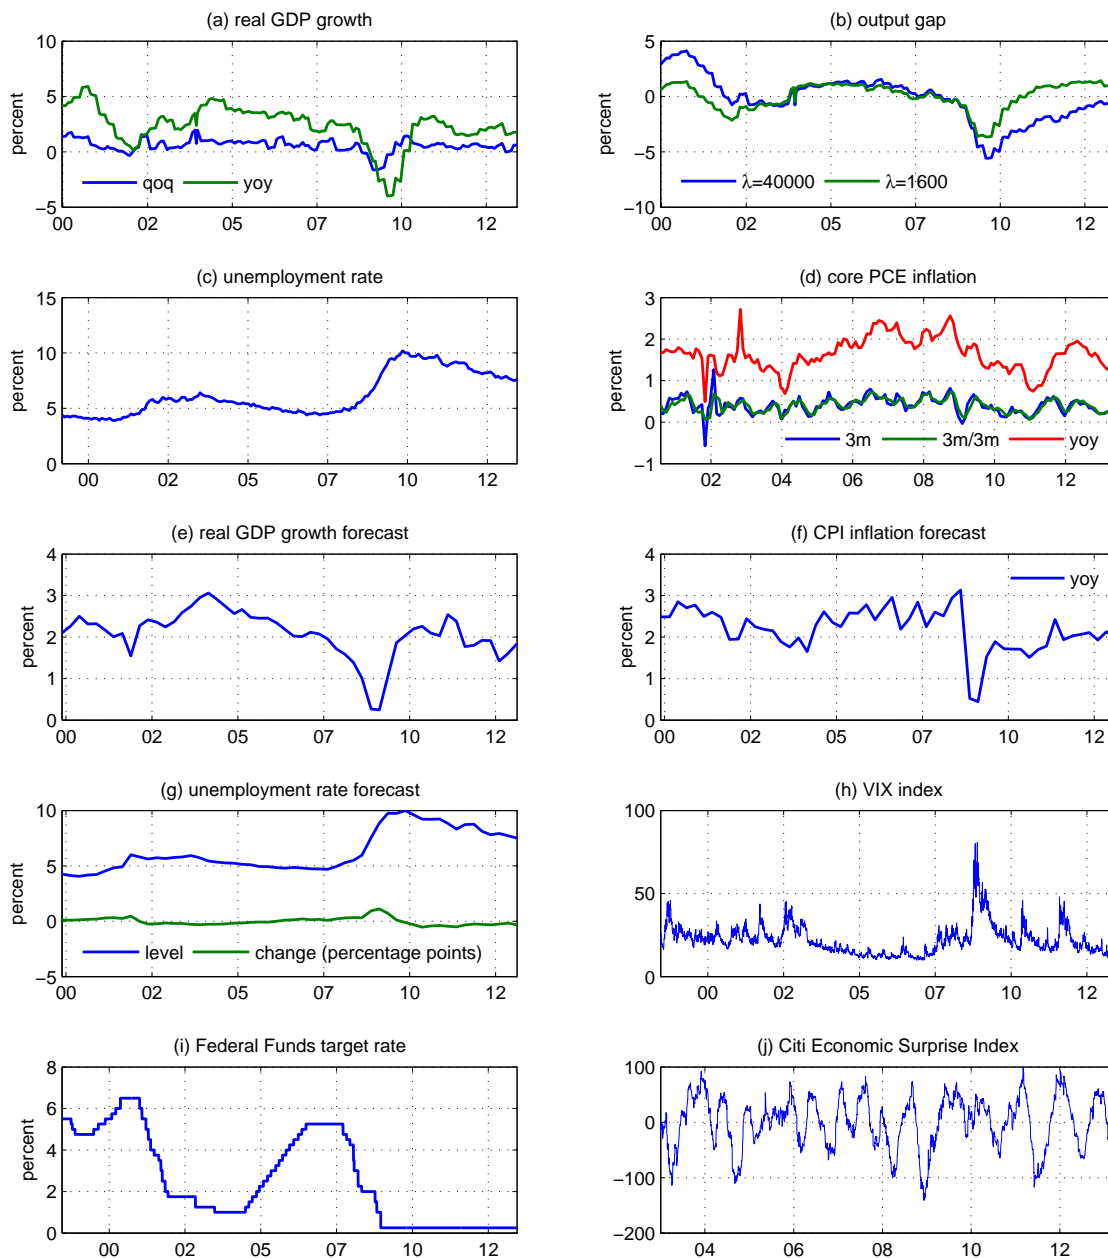 (a) real GDP growth
percent
10
5
0
−5
00 02 05 07 10 12
qoq yoy
(b) output gap
percent
5
0
−5
−10
00 02 05 07 10 12
λ=40000 λ=1600
(c) unemployment rate
percent
15
10
5
0
00 02 05 07 10 12
(d) core PCE inflation
percent
3
2
1
0
−1
02 04 06 08 10 12
3m 3m/3m yoy
(e) real GDP growth forecast
percent
4
3
2
1
0
00 02 05 07 10 12
(f) CPI inflation forecast
percent
4
3
2
1
0
00 02 05 07 10 12
yoy
(g) unemployment rate forecast
percent
10
5
0
−5
00 02 05 07 10 12
level change (percentage points)
(h) VIX index
100
50
0
00 02 05 07 10 12
(i) Federal Funds target rate
percent
8
6
4
2
0
00 02 05 07 10 12
(j) Citi Economic Surprise Index
100
0
−100
−200
04 06 08 10 12